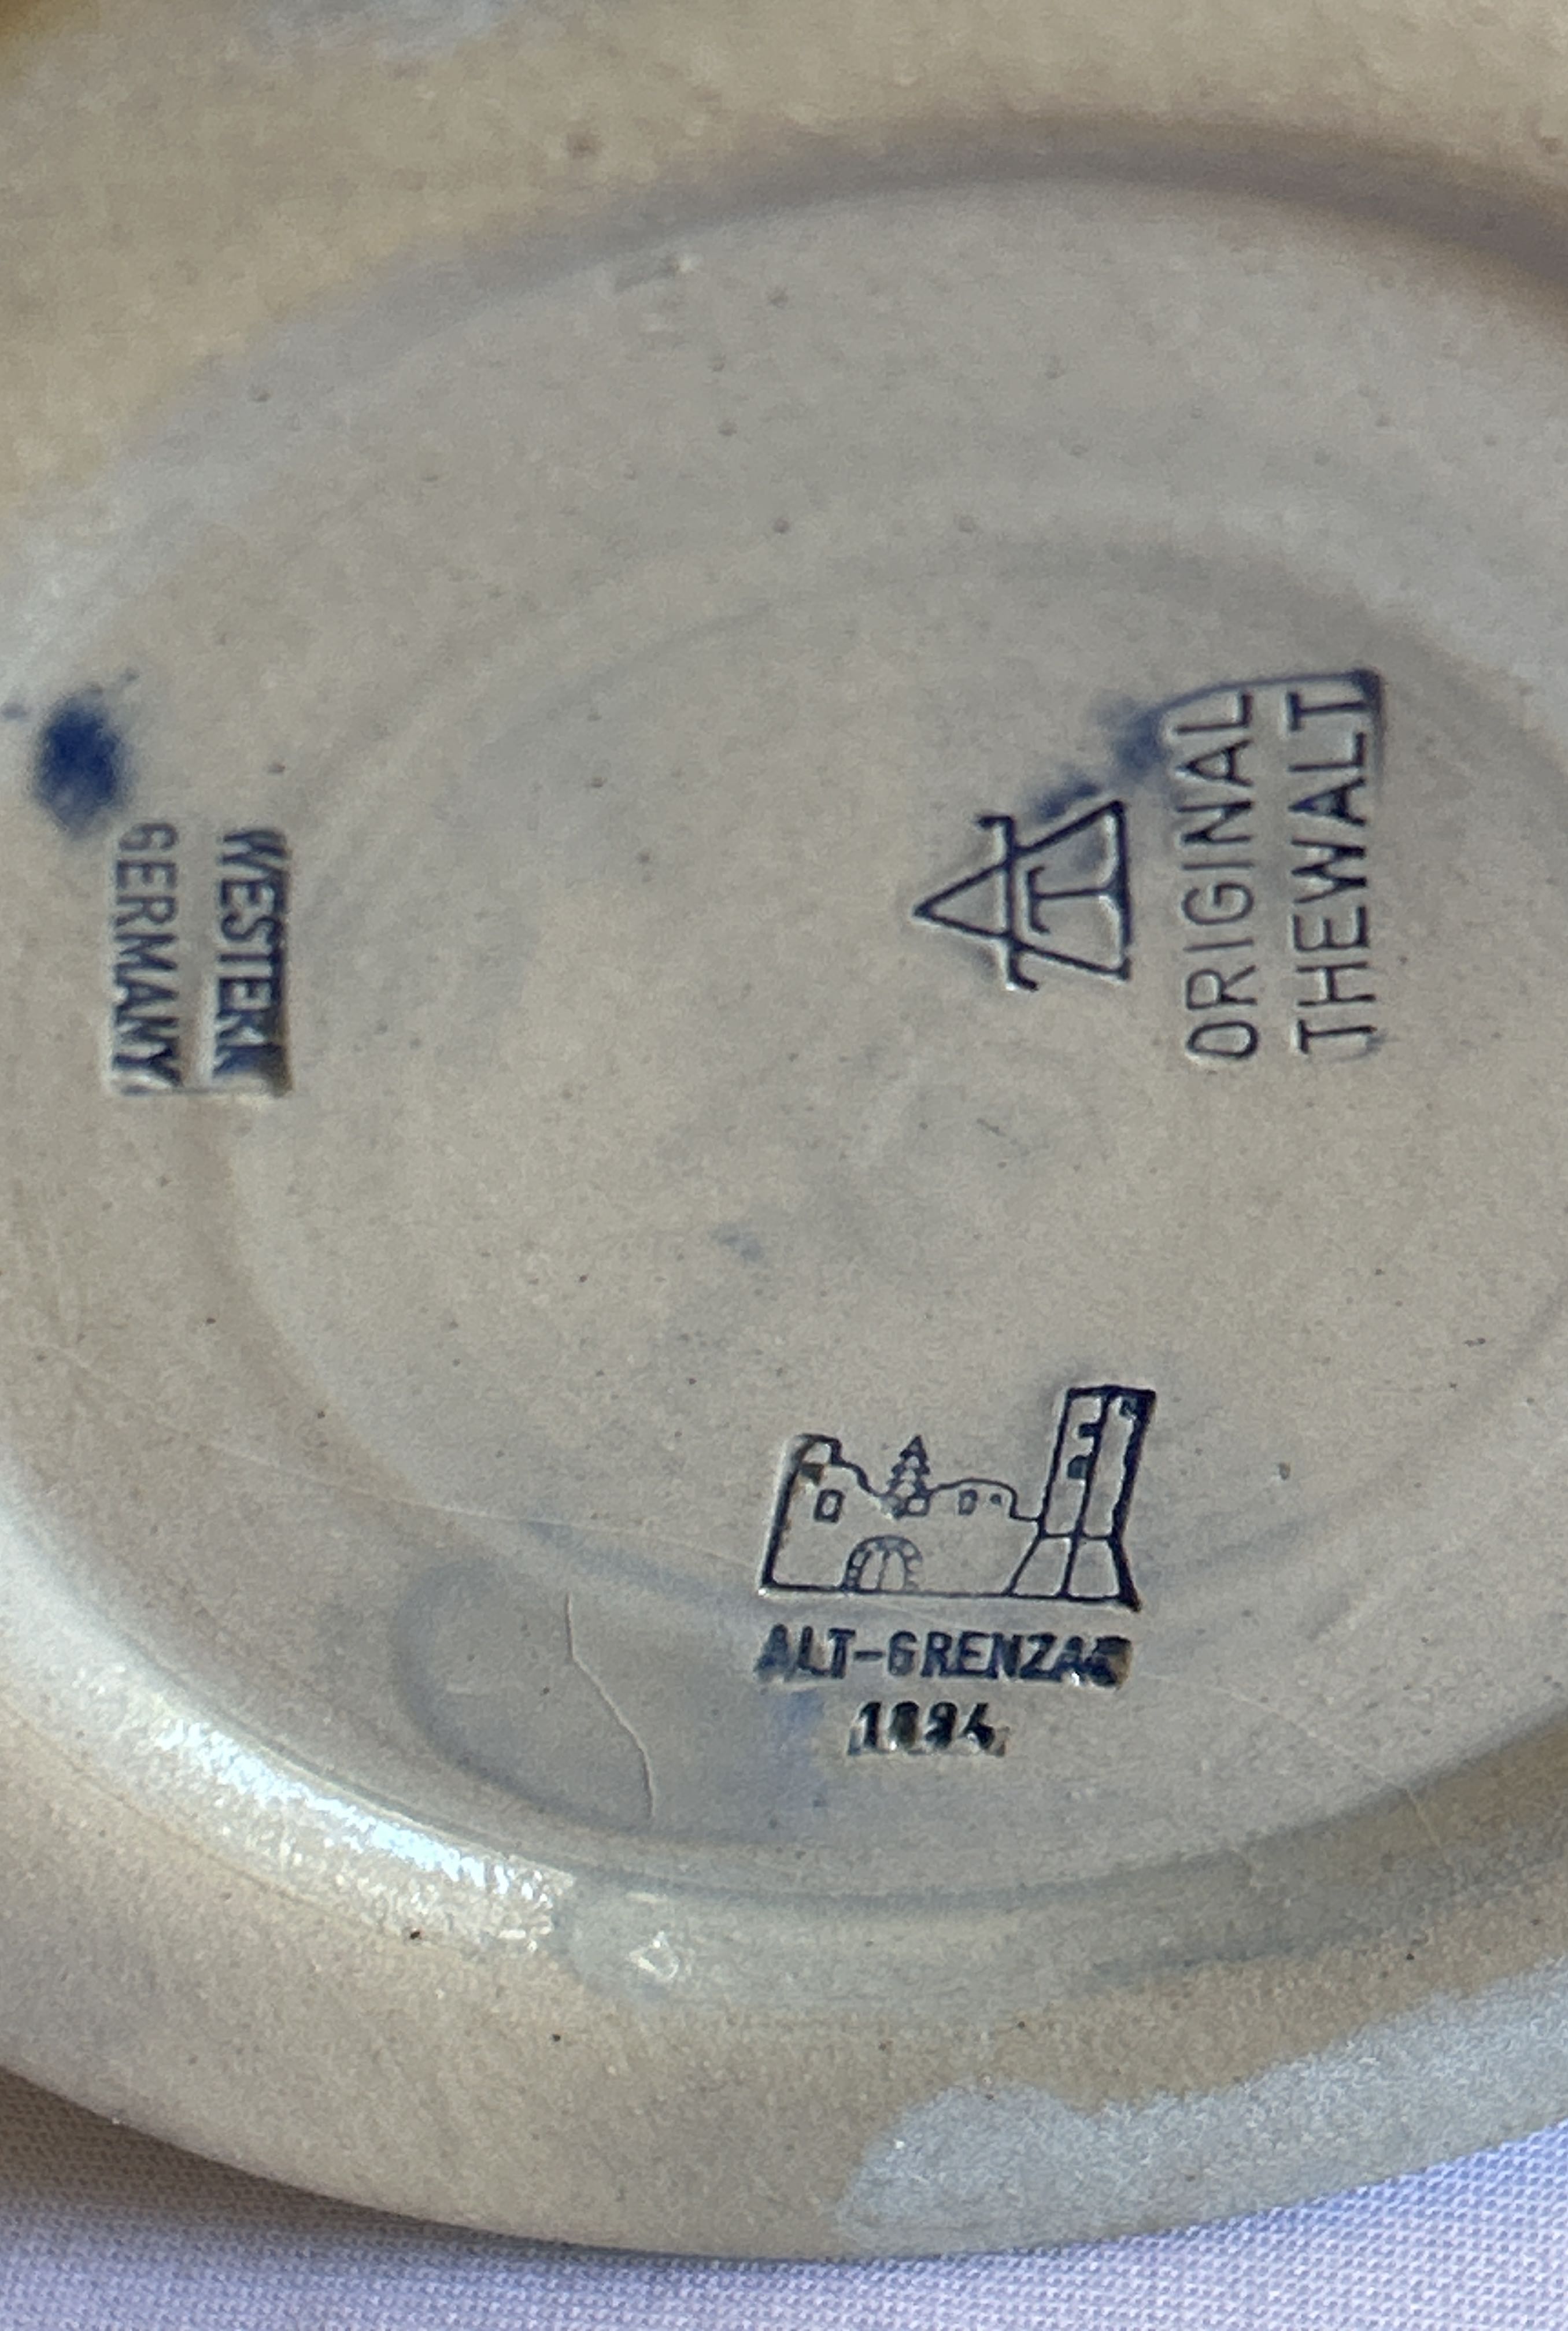 ORIGINAL
THEWALT
WESTERN
GERMANY
ALT-GRENZAU
1894